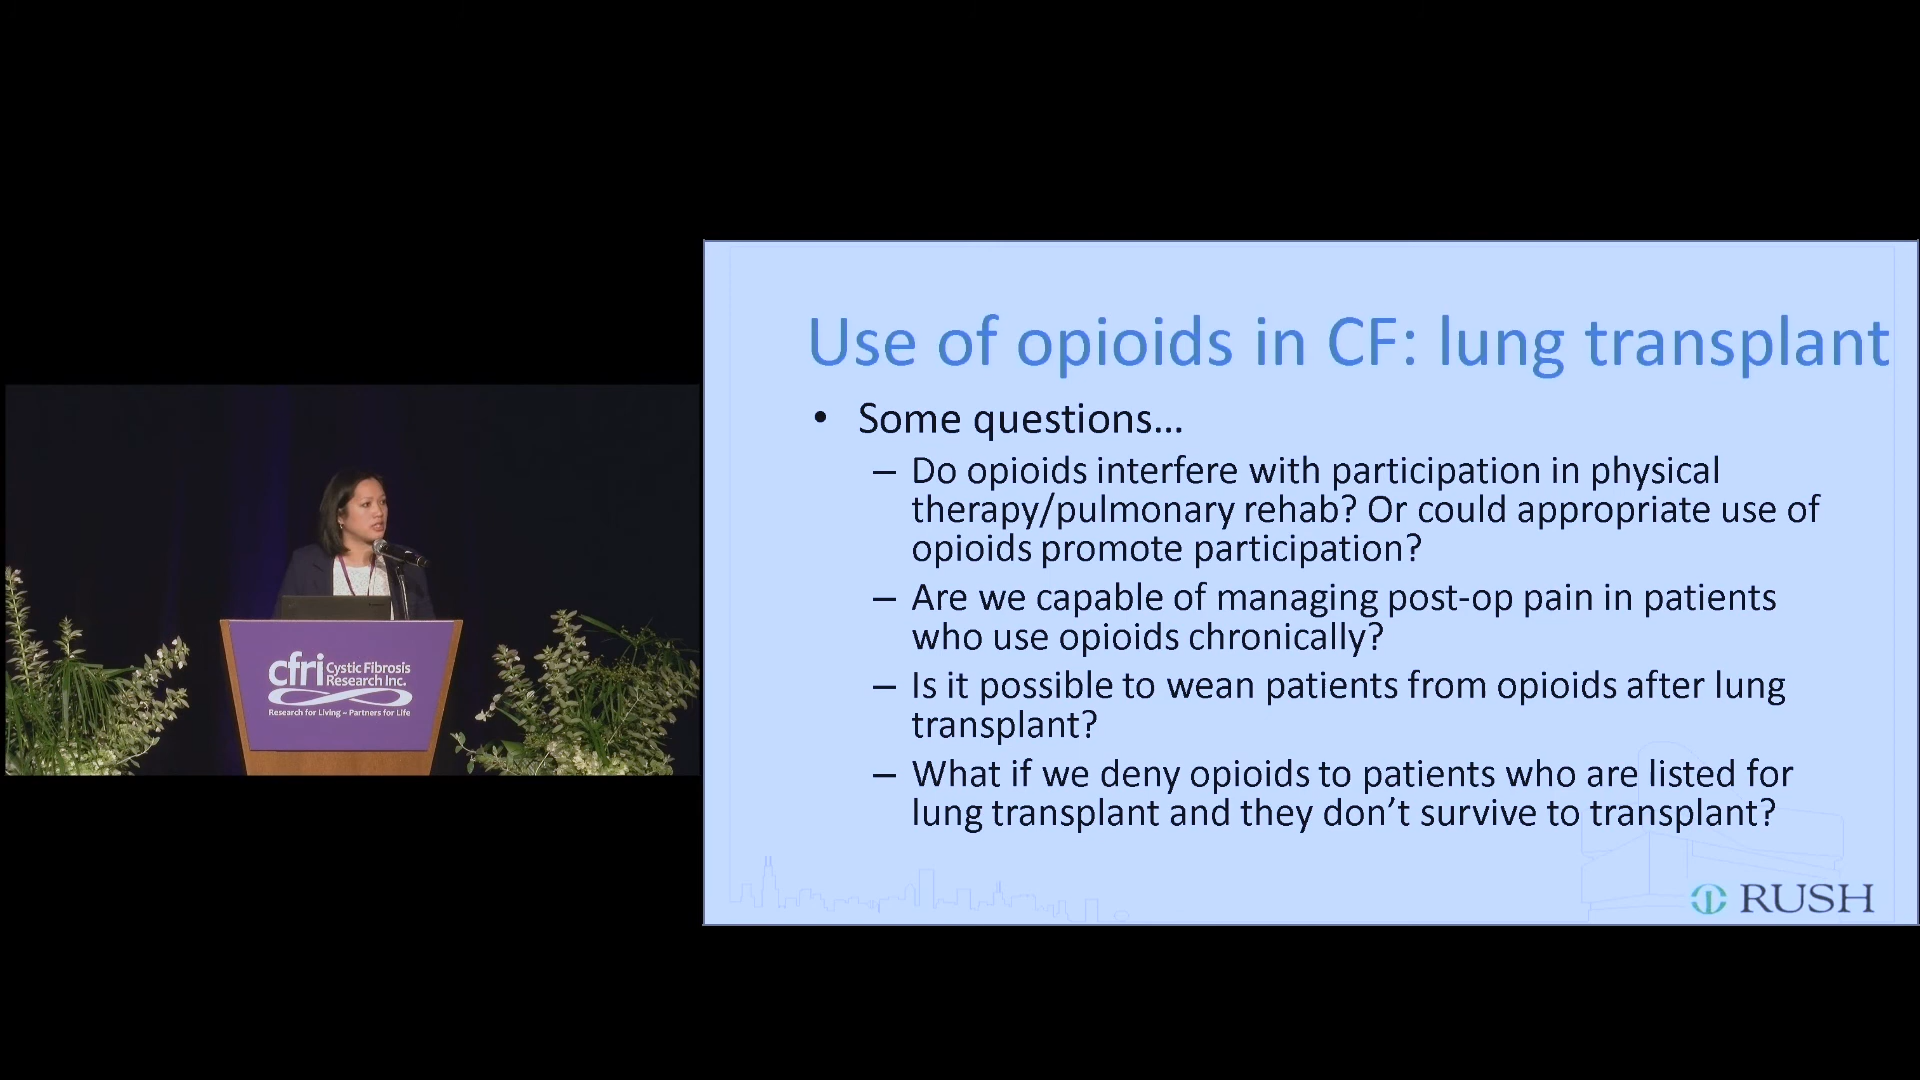 Use of opioids in CF: lung transplant
• Some questions...
– Do opioids interfere with participation in physical
therapy/pulmonary rehab? Or could appropriate use of
opioids promote participation?
– Are we capable of managing post-op pain in patients
who use opioids chronically?
– Is it possible to wean patients from opioids after lung
transplant?
– What if we deny opioids to patients who are listed for
lung transplant and they don’t survive to transplant?
RUSH
cfri Cystic Fibrosis
Research Inc.
Research for Living – Partners for Life